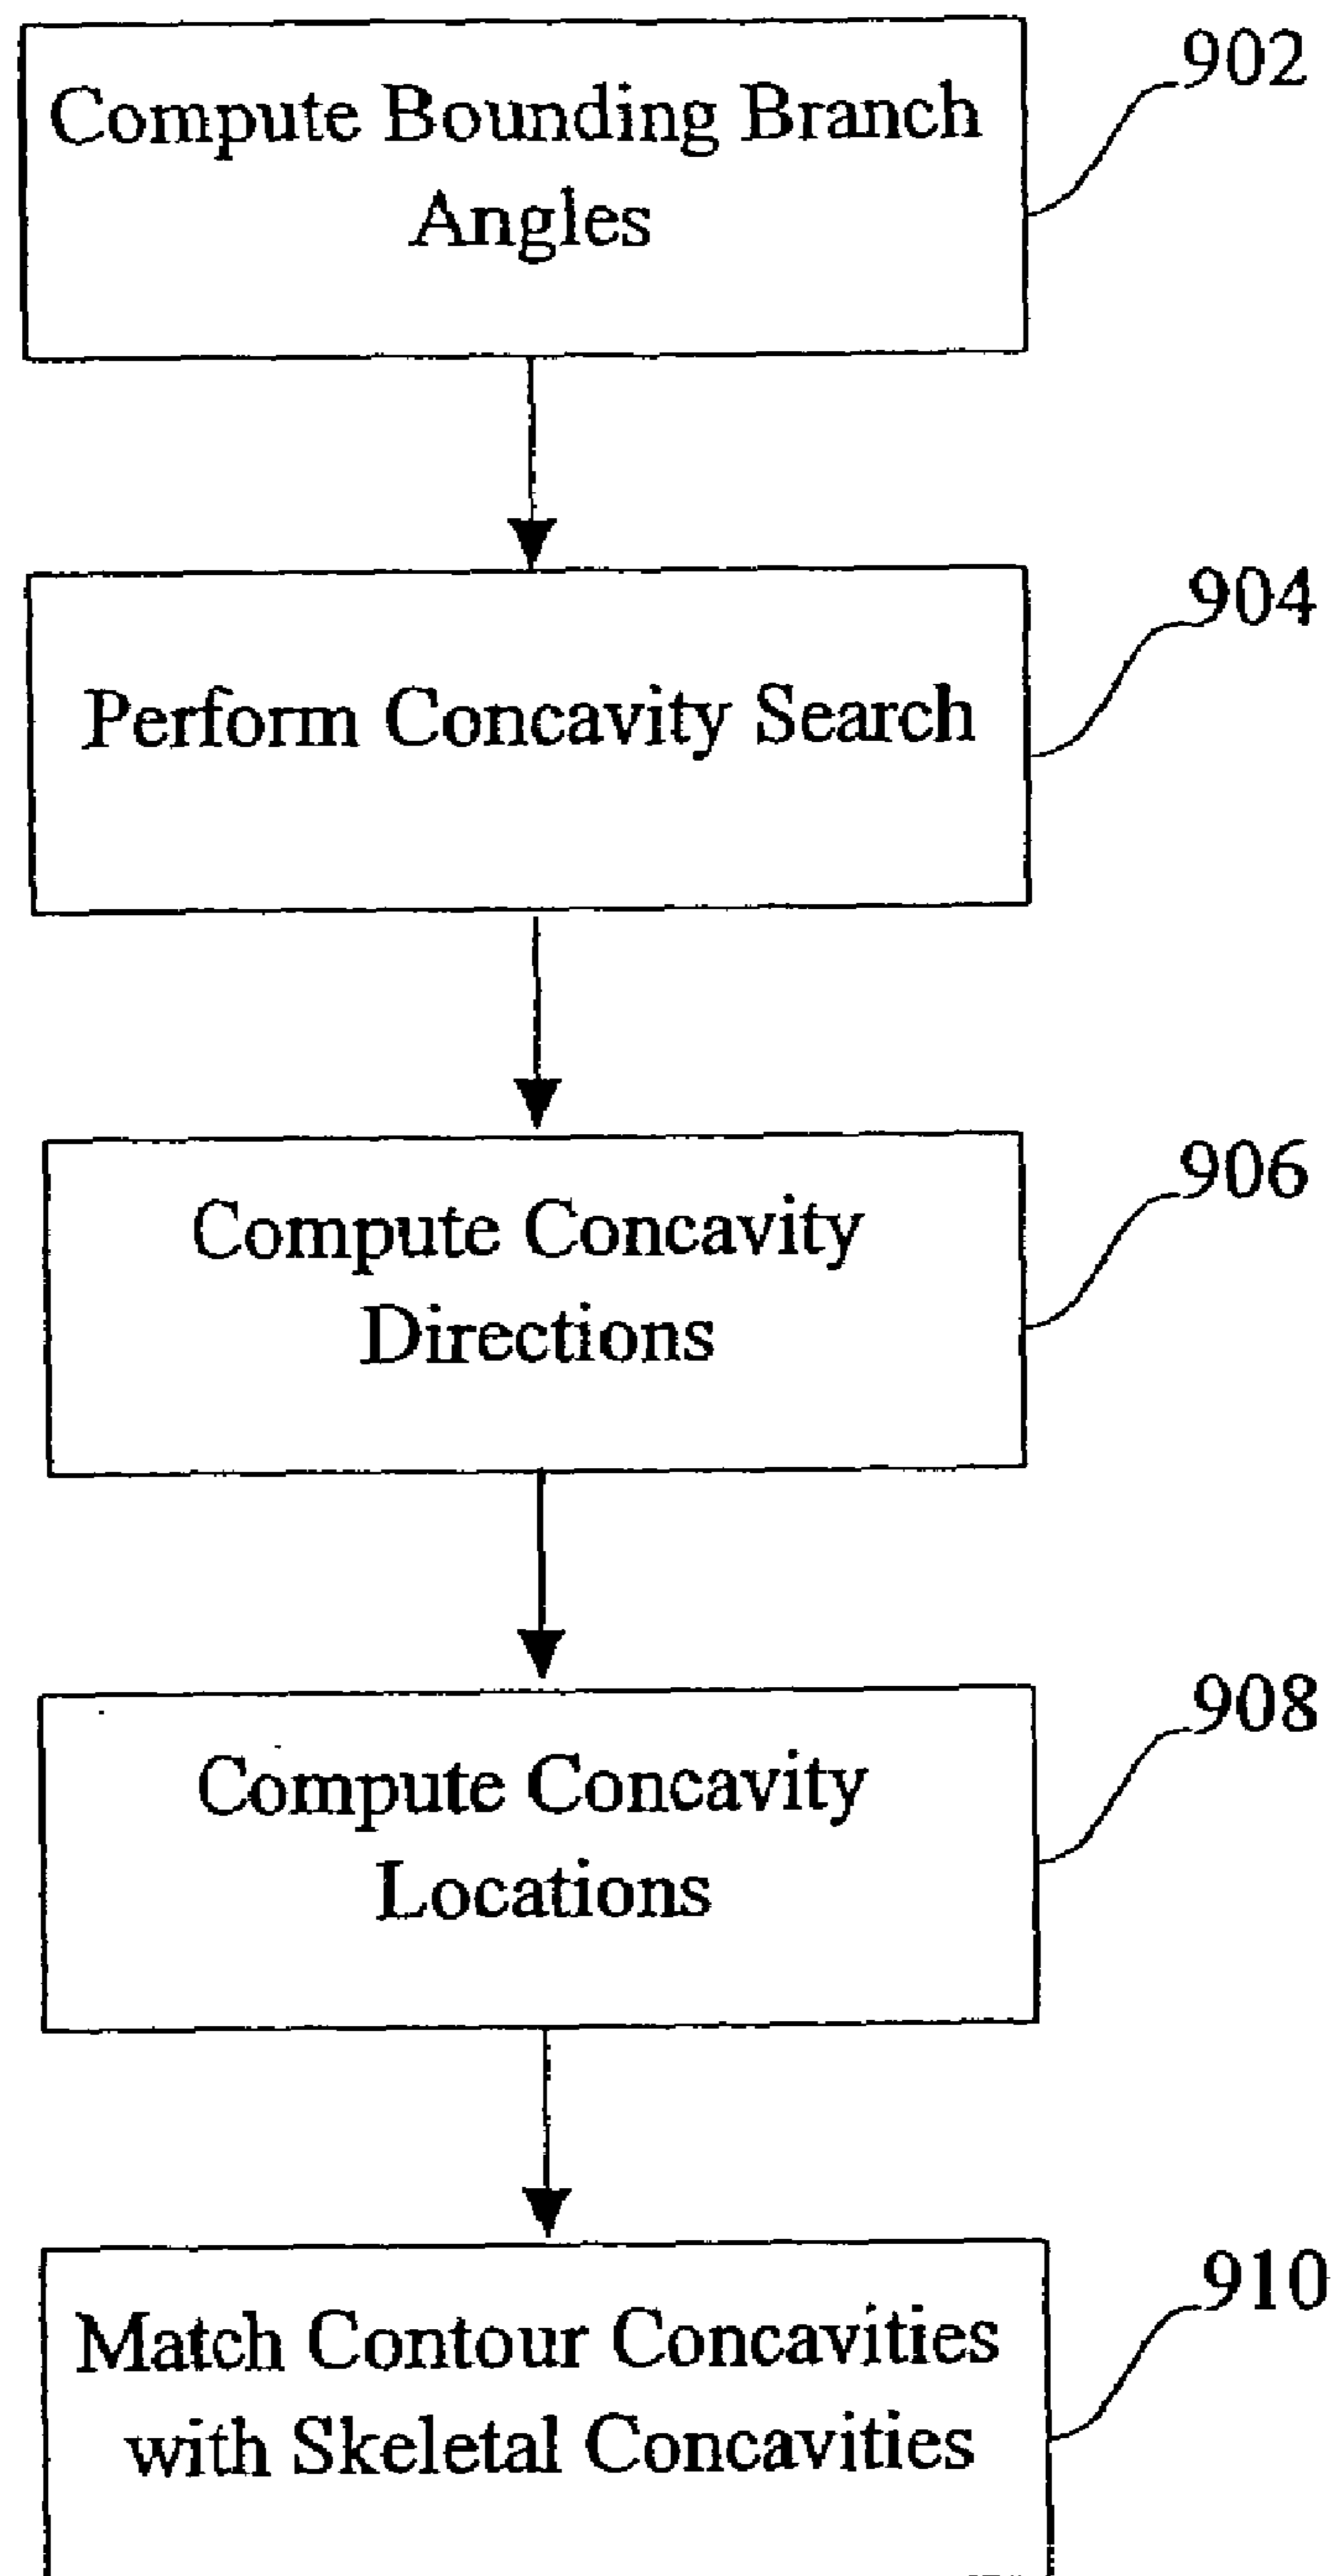 902
Compute Bounding Branch
Angles
904
Perform Concavity Search
906
Compute Concavity
Directions
908
Compute Concavity
Locations
910
Match Contour Concavities
with Skeletal Concavities